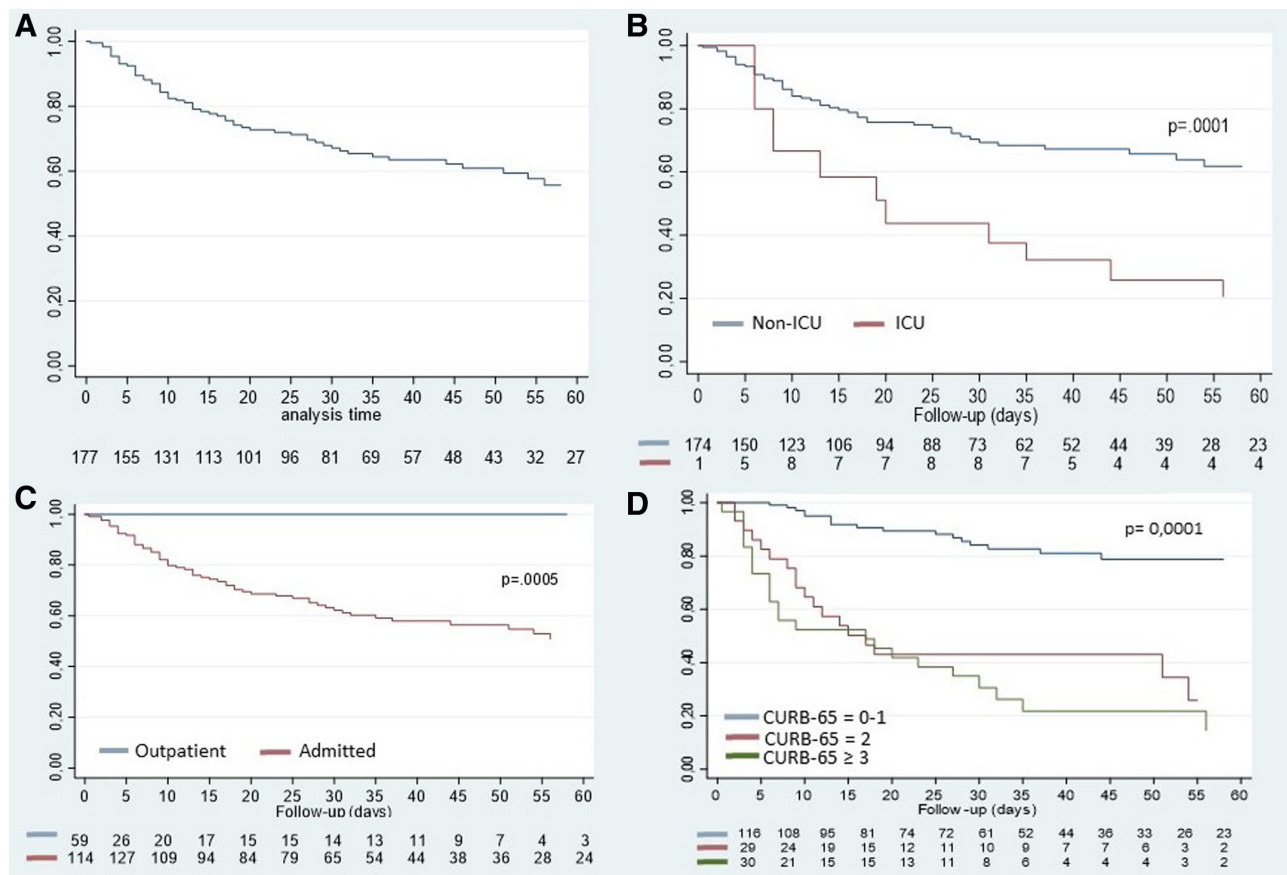 A
1,00
0,80
0,60
0,40
0,20
0,00
0 5 10 15 20 25 30 35 40 45 50 55 60
analysis time
177 155 131 113 101 96 81 69 57 48 43 32 27
B
1,00
0,80
0,60
0,40
0,20
0,00
p=.0001
Non-ICU ICU
0 5 10 15 20 25 30 35 40 45 50 55 60
Follow-up (days)
174 150 123 106 94 88 73 62 52 44 39 28 23
1 5 8 7 7 8 8 7 5 4 4 4 4
C
1,00
0,80
0,60
0,40
0,20
0,00
p=.0005
Outpatient Admitted
0 5 10 15 20 25 30 35 40 45 50 55 60
Follow-up (days)
59 26 20 17 15 15 14 13 11 9 7 4 3
114 127 109 94 84 79 65 54 44 38 36 28 24
D
1,00
0,80
0,60
0,40
0,20
0,00
p= 0,0001
CURB-65 = 0-1
CURB-65 = 2
CURB-65 ≥ 3
0 5 10 15 20 25 30 35 40 45 50 55 60
Follow-up (days)
116 108 95 81 74 72 61 52 44 36 33 26 23
29 24 19 15 12 11 10 9 7 7 6 3 2
30 21 15 15 13 11 8 6 4 4 4 3 2